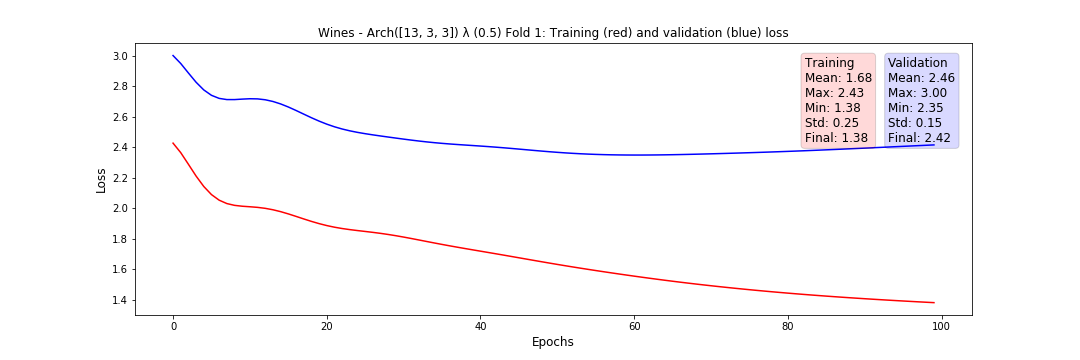 Wines - Arch([13, 3, 3]) λ (0.5) Fold 1: Training (red) and validation (blue) loss
Training
Mean: 1.68
Max: 2.43
Min: 1.38
Std: 0.25
Final: 1.38
Validation
Mean: 2.46
Max: 3.00
Min: 2.35
Std: 0.15
Final: 2.42
Loss
3.0
2.8
2.6
2.4
2.2
2.0
1.8
1.6
1.4
0 20 40 60 80 100
Epochs